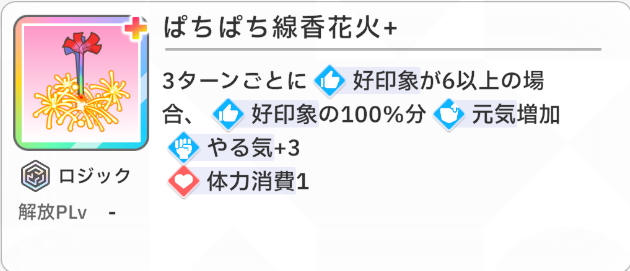 ぱちぱち線香花火+
3ターンごとに 好印象が6以上の場
合、 好印象の100%分 元気増加
やる気+3
体力消費1
ロジック
解放PLv -